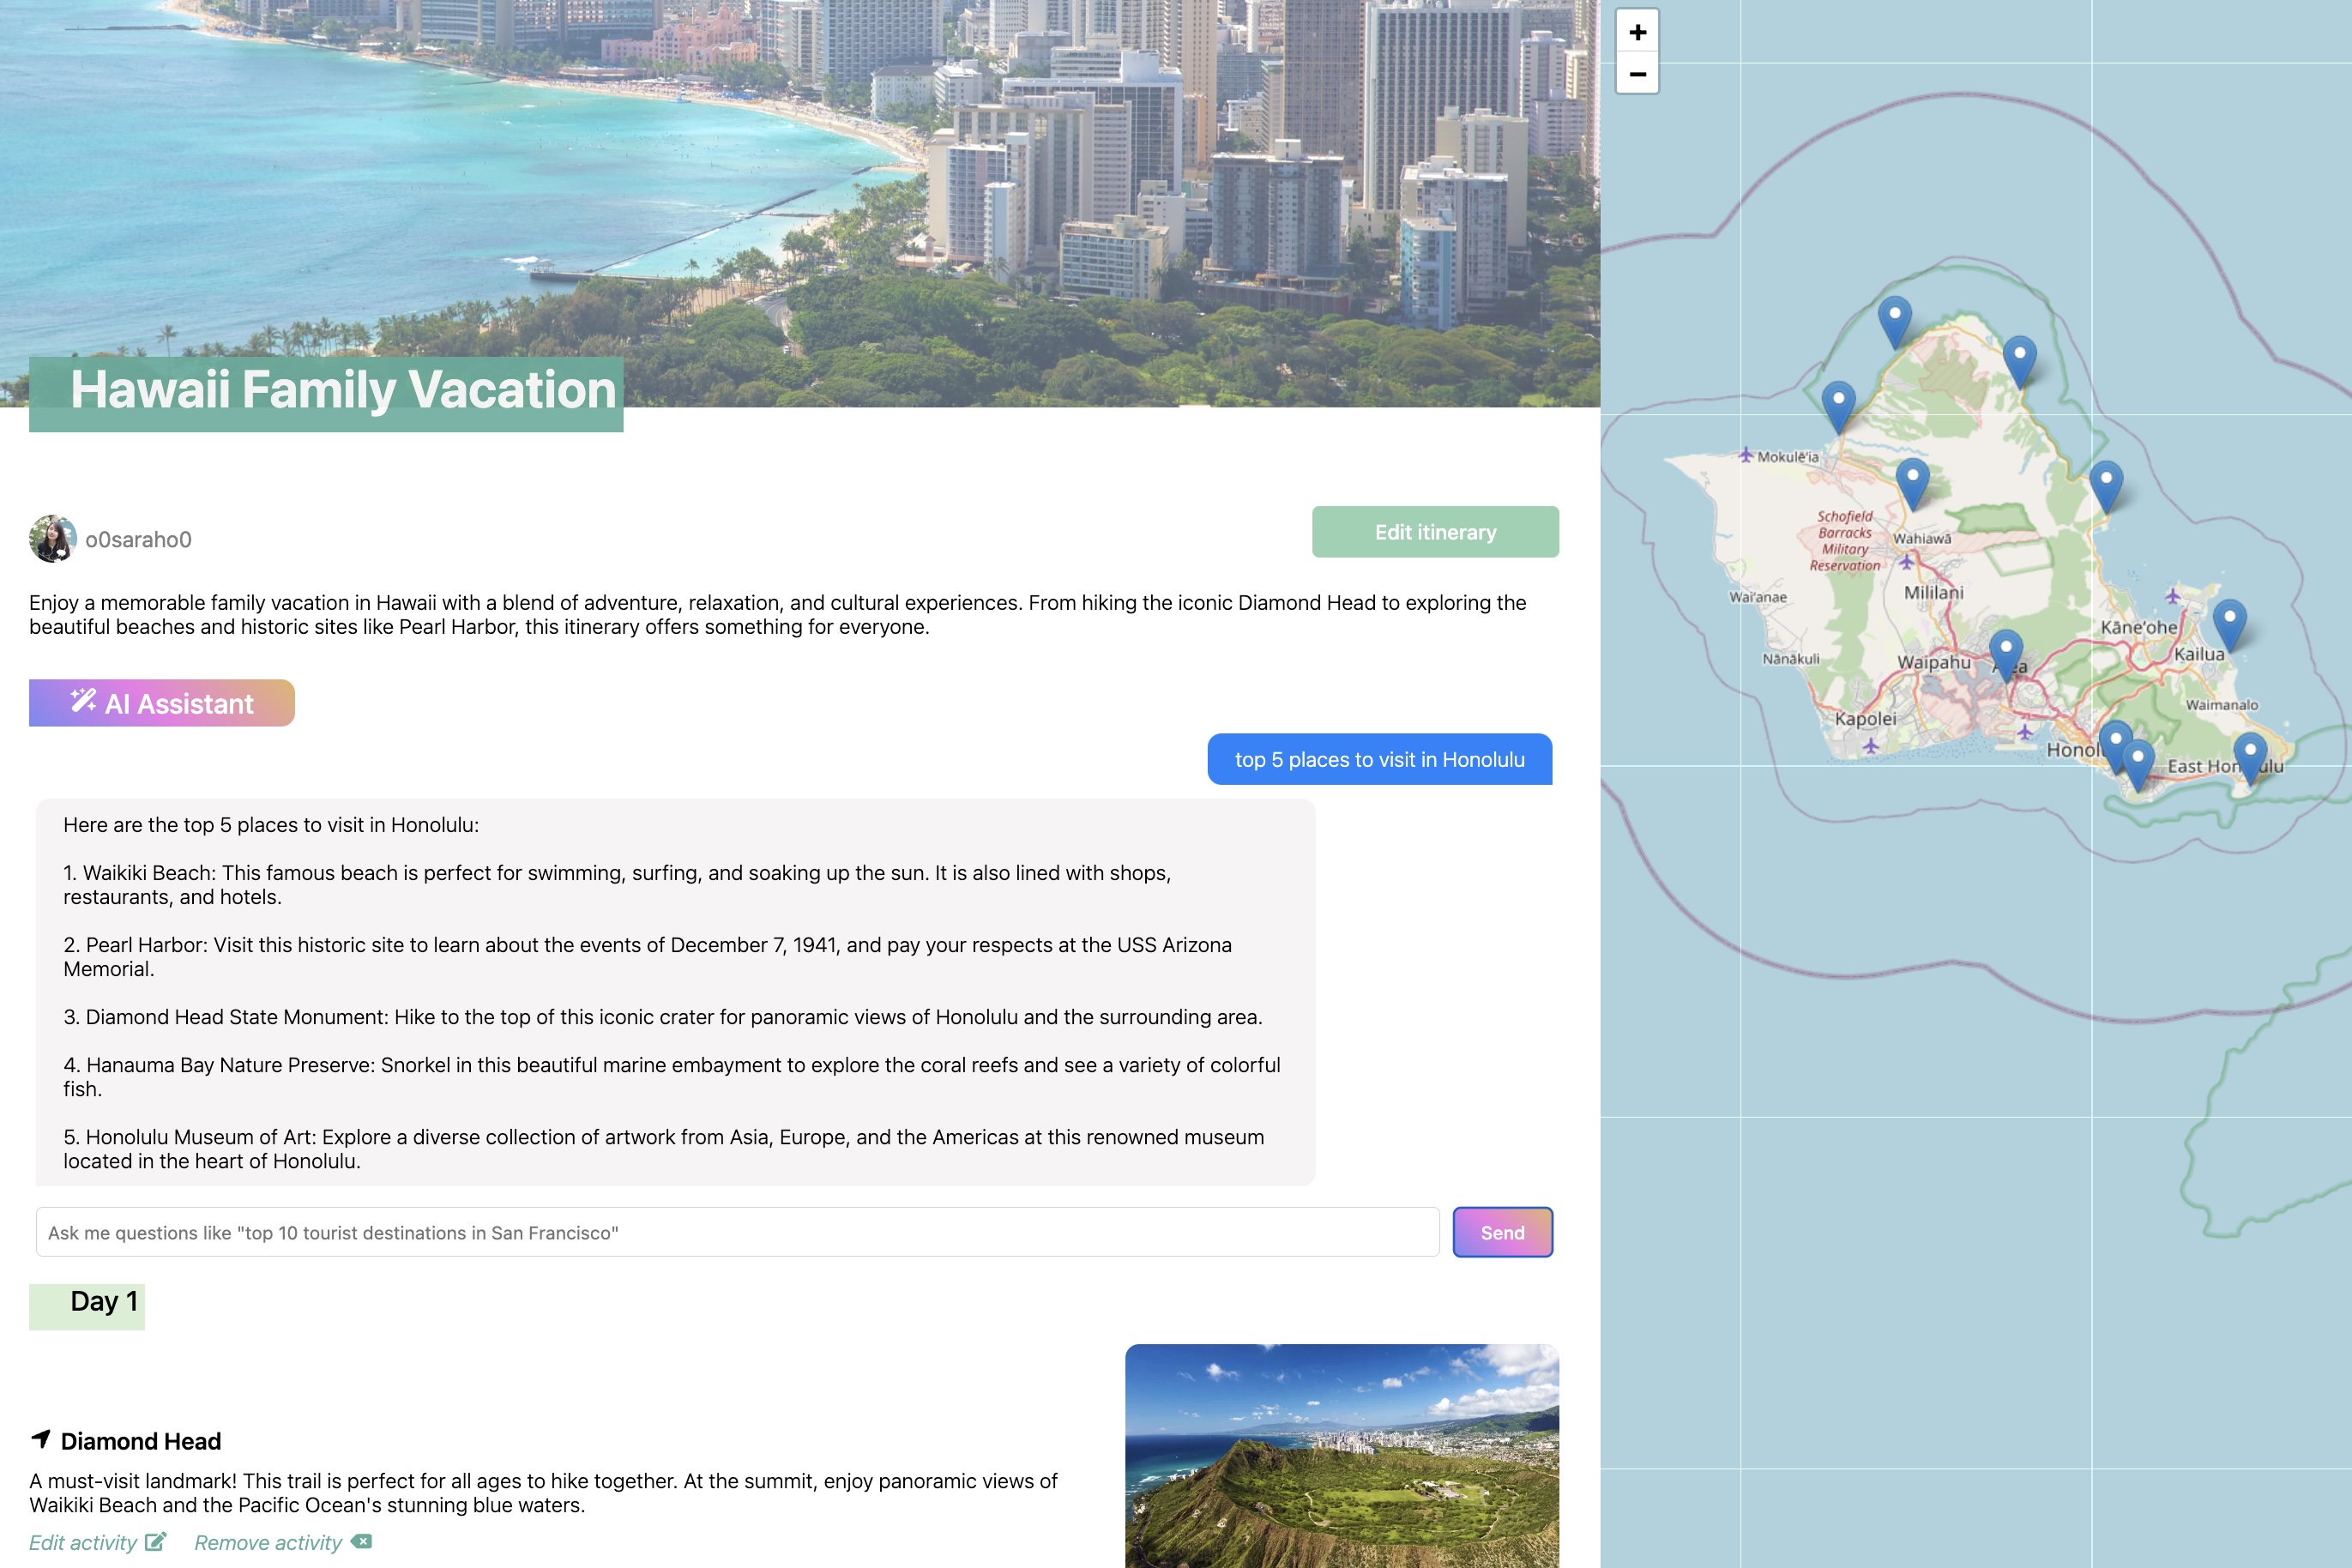 Hawaii Family Vacation
o0saraho0
Edit itinerary
Enjoy a memorable family vacation in Hawaii with a blend of adventure, relaxation, and cultural experiences. From hiking the iconic Diamond Head to exploring the
beautiful beaches and historic sites like Pearl Harbor, this itinerary offers something for everyone.
AI Assistant
top 5 places to visit in Honolulu
Here are the top 5 places to visit in Honolulu:
1. Waikiki Beach: This famous beach is perfect for swimming, surfing, and soaking up the sun. It is also lined with shops,
restaurants, and hotels.
2. Pearl Harbor: Visit this historic site to learn about the events of December 7, 1941, and pay your respects at the USS Arizona
Memorial.
3. Diamond Head State Monument: Hike to the top of this iconic crater for panoramic views of Honolulu and the surrounding area.
4. Hanauma Bay Nature Preserve: Snorkel in this beautiful marine embayment to explore the coral reefs and see a variety of colorful
fish.
5. Honolulu Museum of Art: Explore a diverse collection of artwork from Asia, Europe, and the Americas at this renowned museum
located in the heart of Honolulu.
Ask me questions like "top 10 tourist destinations in San Francisco"
Send
Day 1
Diamond Head
A must-visit landmark! This trail is perfect for all ages to hike together. At the summit, enjoy panoramic views of
Waikiki Beach and the Pacific Ocean's stunning blue waters.
Edit activity
Remove activity
+
−
Mokulē'ia
Schofield
Barracks
Military
Reservation
Wahiawā
Mililani
Wai'anae
Kāne'ohe
Kailua
Nānākuli
Waipahu
Waimanalo
Kapolei
East